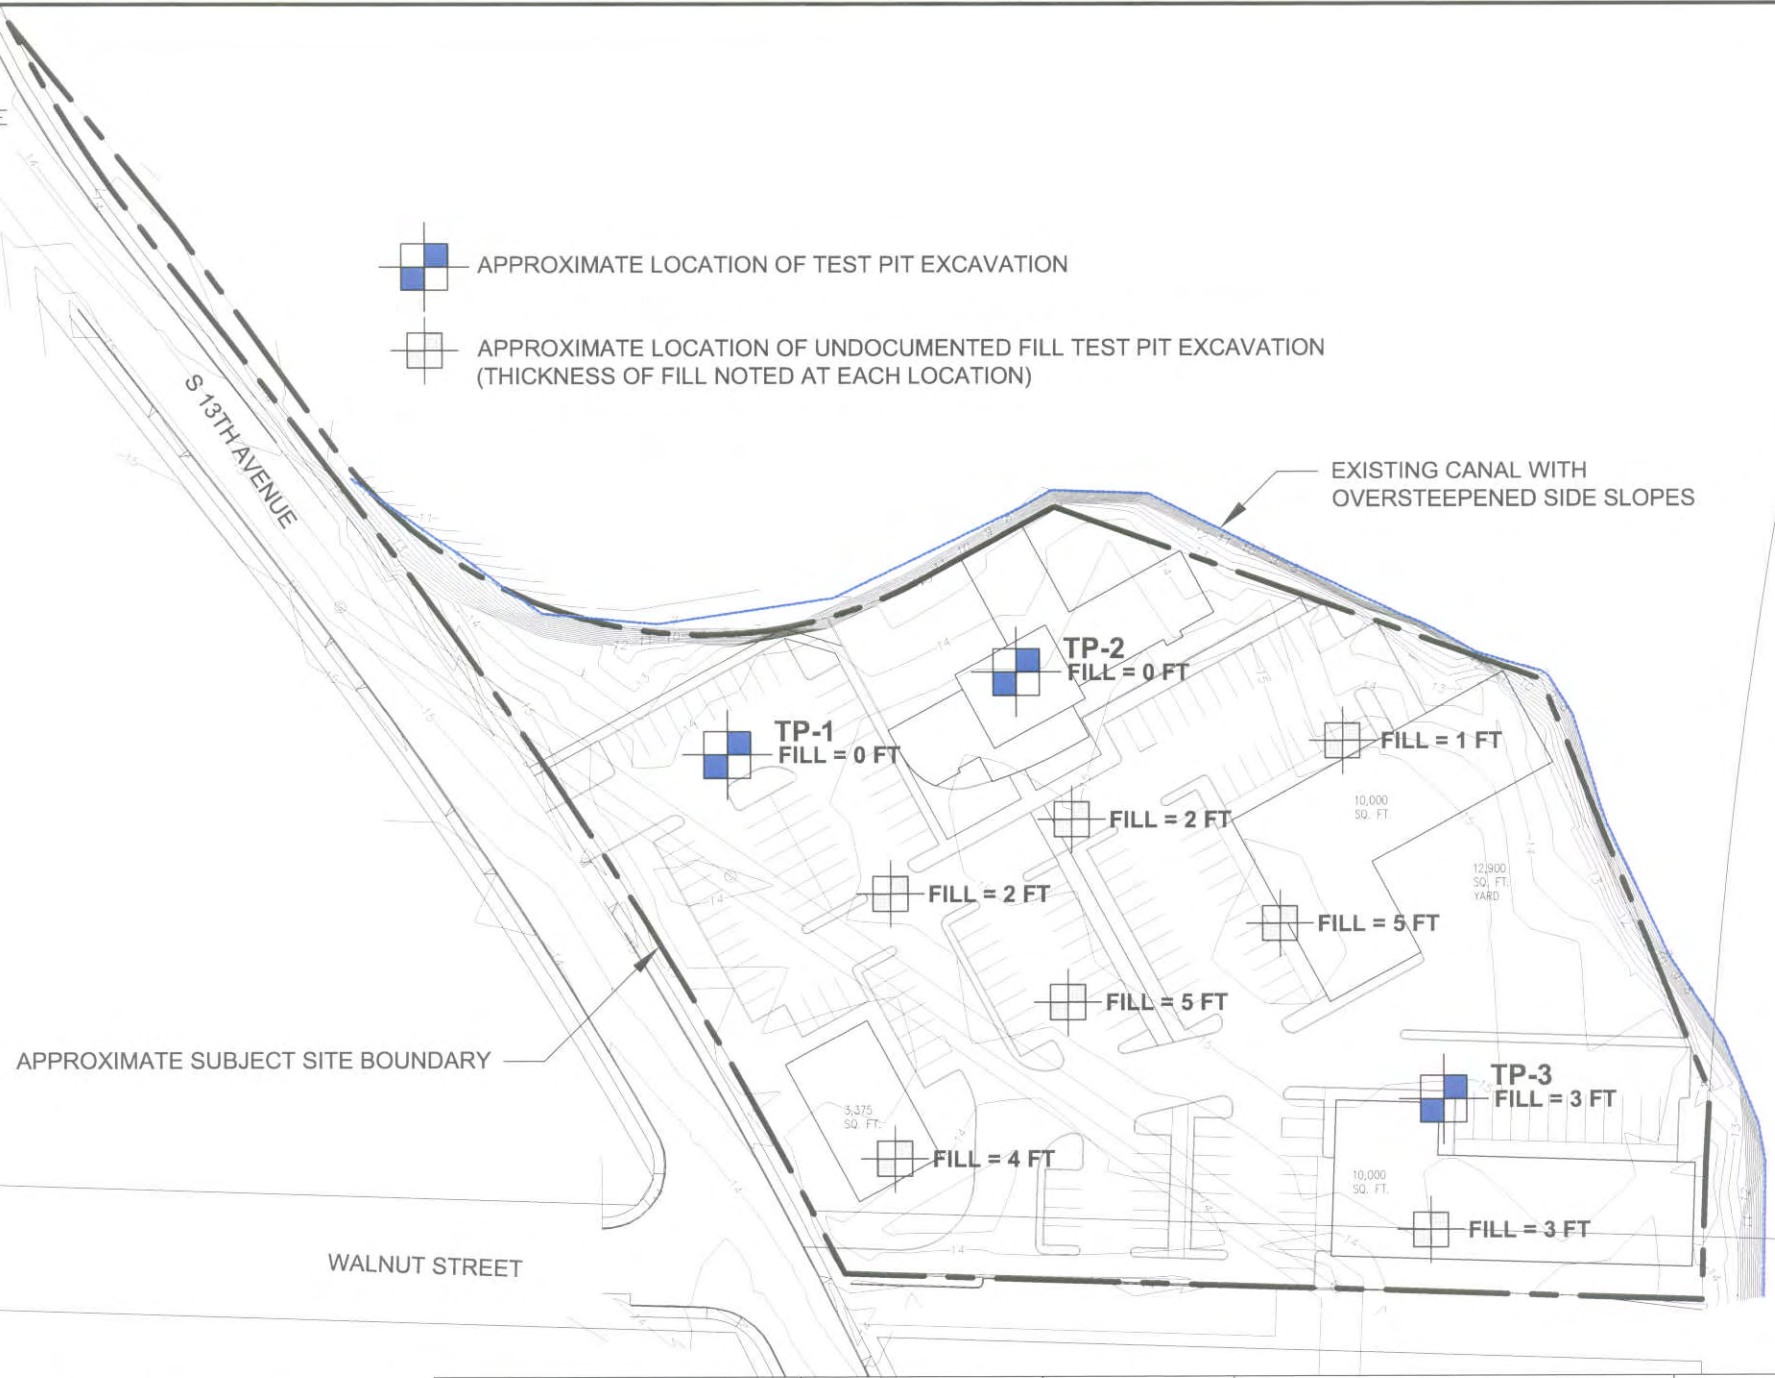 APPROXIMATE LOCATION OF TEST PIT EXCAVATION
APPROXIMATE LOCATION OF UNDOCUMENTED FILL TEST PIT EXCAVATION
(THICKNESS OF FILL NOTED AT EACH LOCATION)
S 13TH AVENUE
EXISTING CANAL WITH
OVERSTEEPENED SIDE SLOPES
TP-2
FILL = 0 FT
TP-1
FILL = 0 FT
FILL = 1 FT
10,000
SQ. FT.
FILL = 2 FT
12,900
SQ. FT.
YARD
FILL = 2 FT
FILL = 5 FT
FILL = 5 FT
APPROXIMATE SUBJECT SITE BOUNDARY
TP-3
FILL = 3 FT
SQ. FT.
FILL = 4 FT
10,000
SQ. FT.
FILL = 3 FT
WALNUT STREET